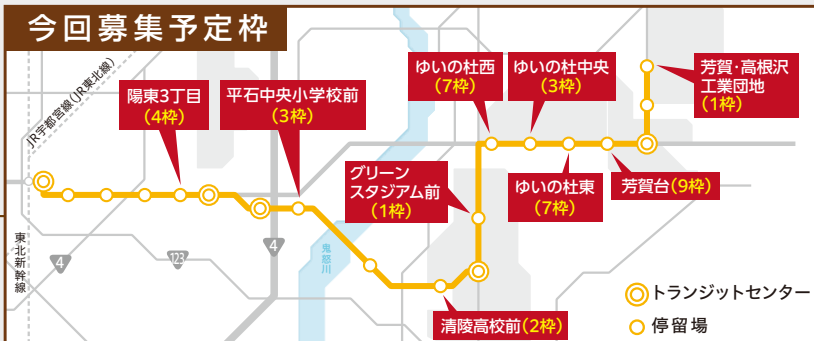 今回募集予定枠
JR宇都宮線(JR東北線)
東北新幹線
陽東3丁目
(4枠)
平石中央小学校前
(3枠)
ゆいの杜西
(7枠)
ゆいの杜中央
(3枠)
芳賀・高根沢
工業団地
(1枠)
グリーン
スタジアム前
(1枠)
ゆいの杜東
(7枠)
芳賀台(9枠)
清陵高校前(2枠)
鬼怒川
4
123
4
トランジットセンター
停留場